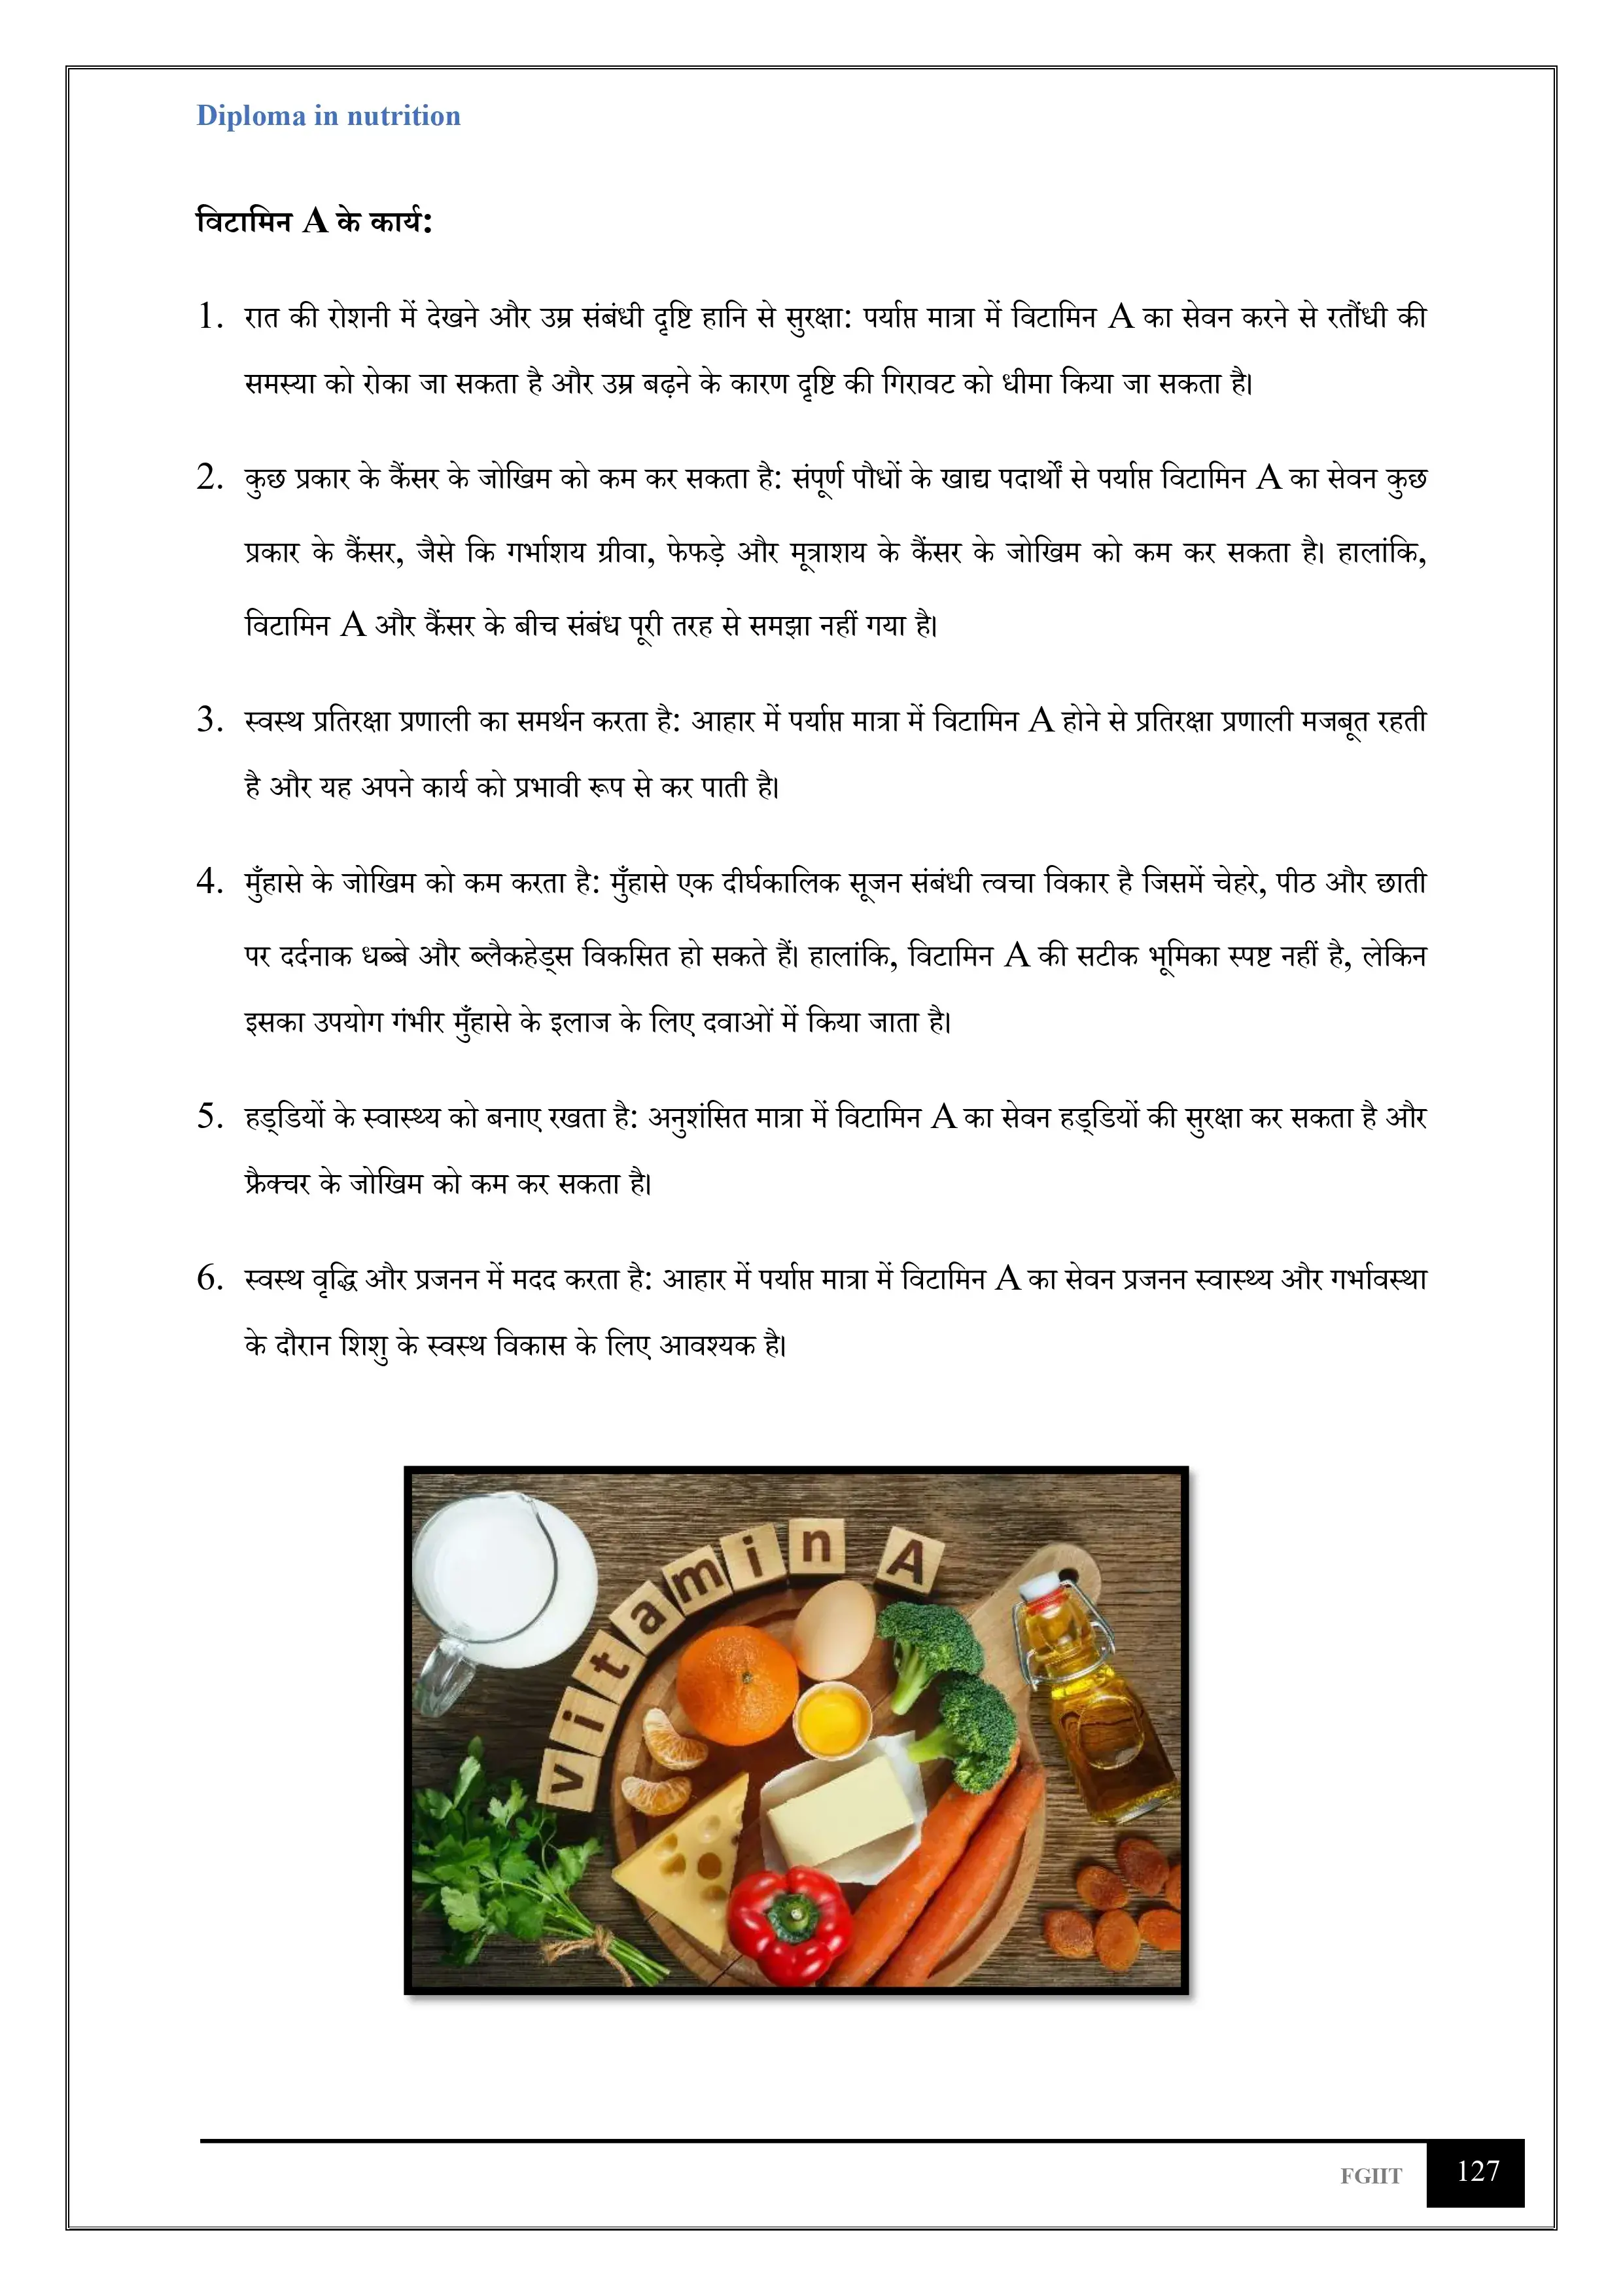 Diploma in nutrition
विटामिन A के कार्य:
1. रात की रोशनी में देखने और उम्र संबंधी दृष्टि हानि से सुरक्षा: पर्याप्त मात्रा में विटामिन A का सेवन करने से रतौंधी की
समस्या को रोका जा सकता है और उम्र बढ़ने के कारण दृष्टि की गिरावट को धीमा किया जा सकता है।
2. कुछ प्रकार के कैंसर के जोखिम को कम कर सकता है: संपूर्ण पौधों के खाद्य पदार्थों से पर्याप्त विटामिन A का सेवन कुछ
प्रकार के कैंसर, जैसे कि गर्भाशय ग्रीवा, फेफड़े और मूत्राशय के कैंसर के जोखिम को कम कर सकता है। हालांकि,
विटामिन A और कैंसर के बीच संबंध पूरी तरह से समझा नहीं गया है।
3. स्वस्थ प्रतिरक्षा प्रणाली का समर्थन करता है: आहार में पर्याप्त मात्रा में विटामिन A होने से प्रतिरक्षा प्रणाली मजबूत रहती
है और यह अपने कार्य को प्रभावी रूप से कर पाती है।
4. मुँहासे के जोखिम को कम करता है: मुँहासे एक दीर्घकालिक सूजन संबंधी त्वचा विकार है जिसमें चेहरे, पीठ और छाती
पर दर्दनाक धब्बे और ब्लैकहेड्स विकसित हो सकते हैं। हालांकि, विटामिन A की सटीक भूमिका स्पष्ट नहीं है, लेकिन
इसका उपयोग गंभीर मुँहासे के इलाज के लिए दवाओं में किया जाता है।
5. हड्डियों के स्वास्थ्य को बनाए रखता है: अनुशंसित मात्रा में विटामिन A का सेवन हड्डियों की सुरक्षा कर सकता है और
फ्रैक्चर के जोखिम को कम कर सकता है।
6. स्वस्थ वृद्धि और प्रजनन में मदद करता है: आहार में पर्याप्त मात्रा में विटामिन A का सेवन प्रजनन स्वास्थ्य और गर्भावस्था
के दौरान शिशु के स्वस्थ विकास के लिए आवश्यक है।
vitamin A
FGIIT 127